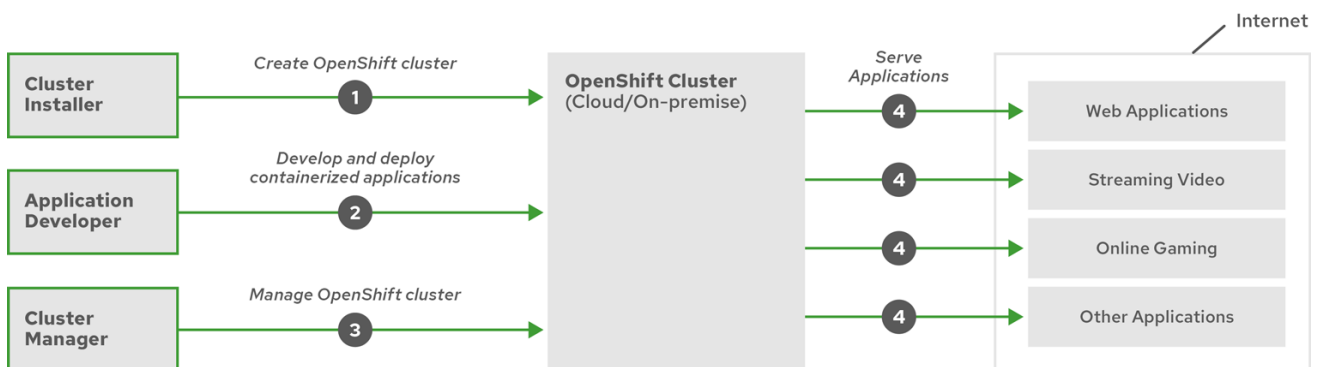 Internet
Cluster
Installer
Create OpenShift cluster
1
Application
Developer
Develop and deploy
containerized applications
2
Cluster
Manager
Manage OpenShift cluster
3
OpenShift Cluster
(Cloud/On-premise)
Serve
Applications
4
Web Applications
4
Streaming Video
4
Online Gaming
4
Other Applications